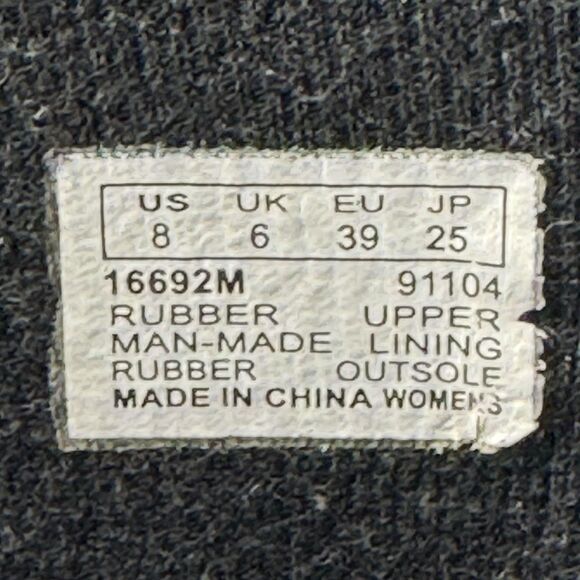 US UK EU JP
8 6 39 25
16692M 91104
RUBBER UPPER
MAN-MADE LINING
RUBBER OUTSOLE
MADE IN CHINA WOMENS